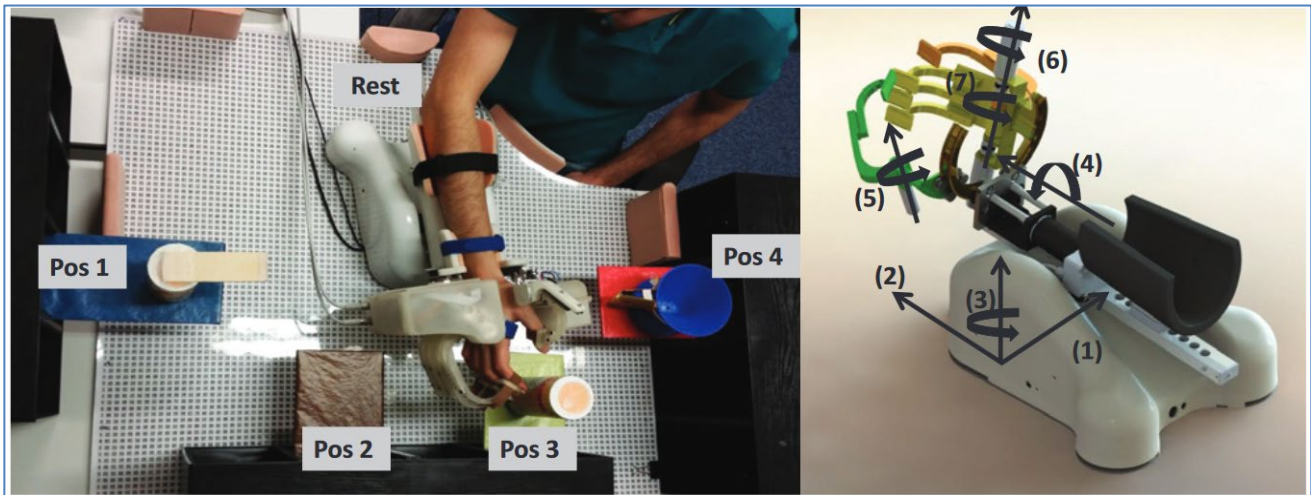 Rest
Pos 1
Pos 2
Pos 3
Pos 4
(6)
(7)
(4)
(5)
(2)
(3)
(1)